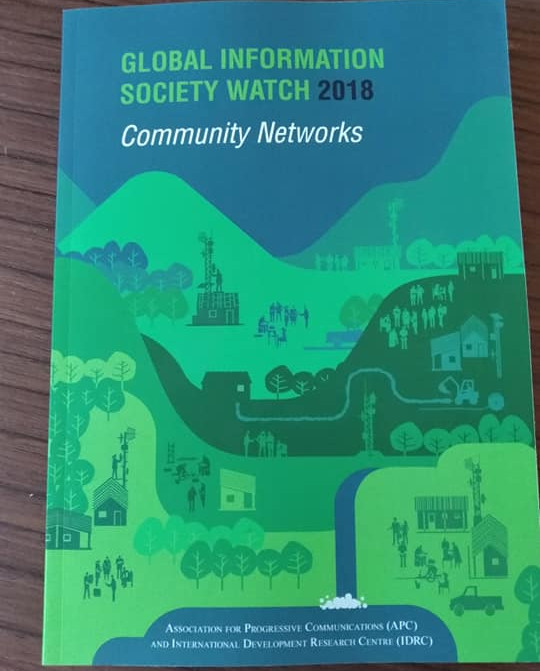 GLOBAL INFORMATION
SOCIETY WATCH 2018
Community Networks
ASSOCIATION FOR PROGRESSIVE COMMUNICATIONS (APC)
AND INTERNATIONAL DEVELOPMENT RESEARCH CENTRE (IDRC)